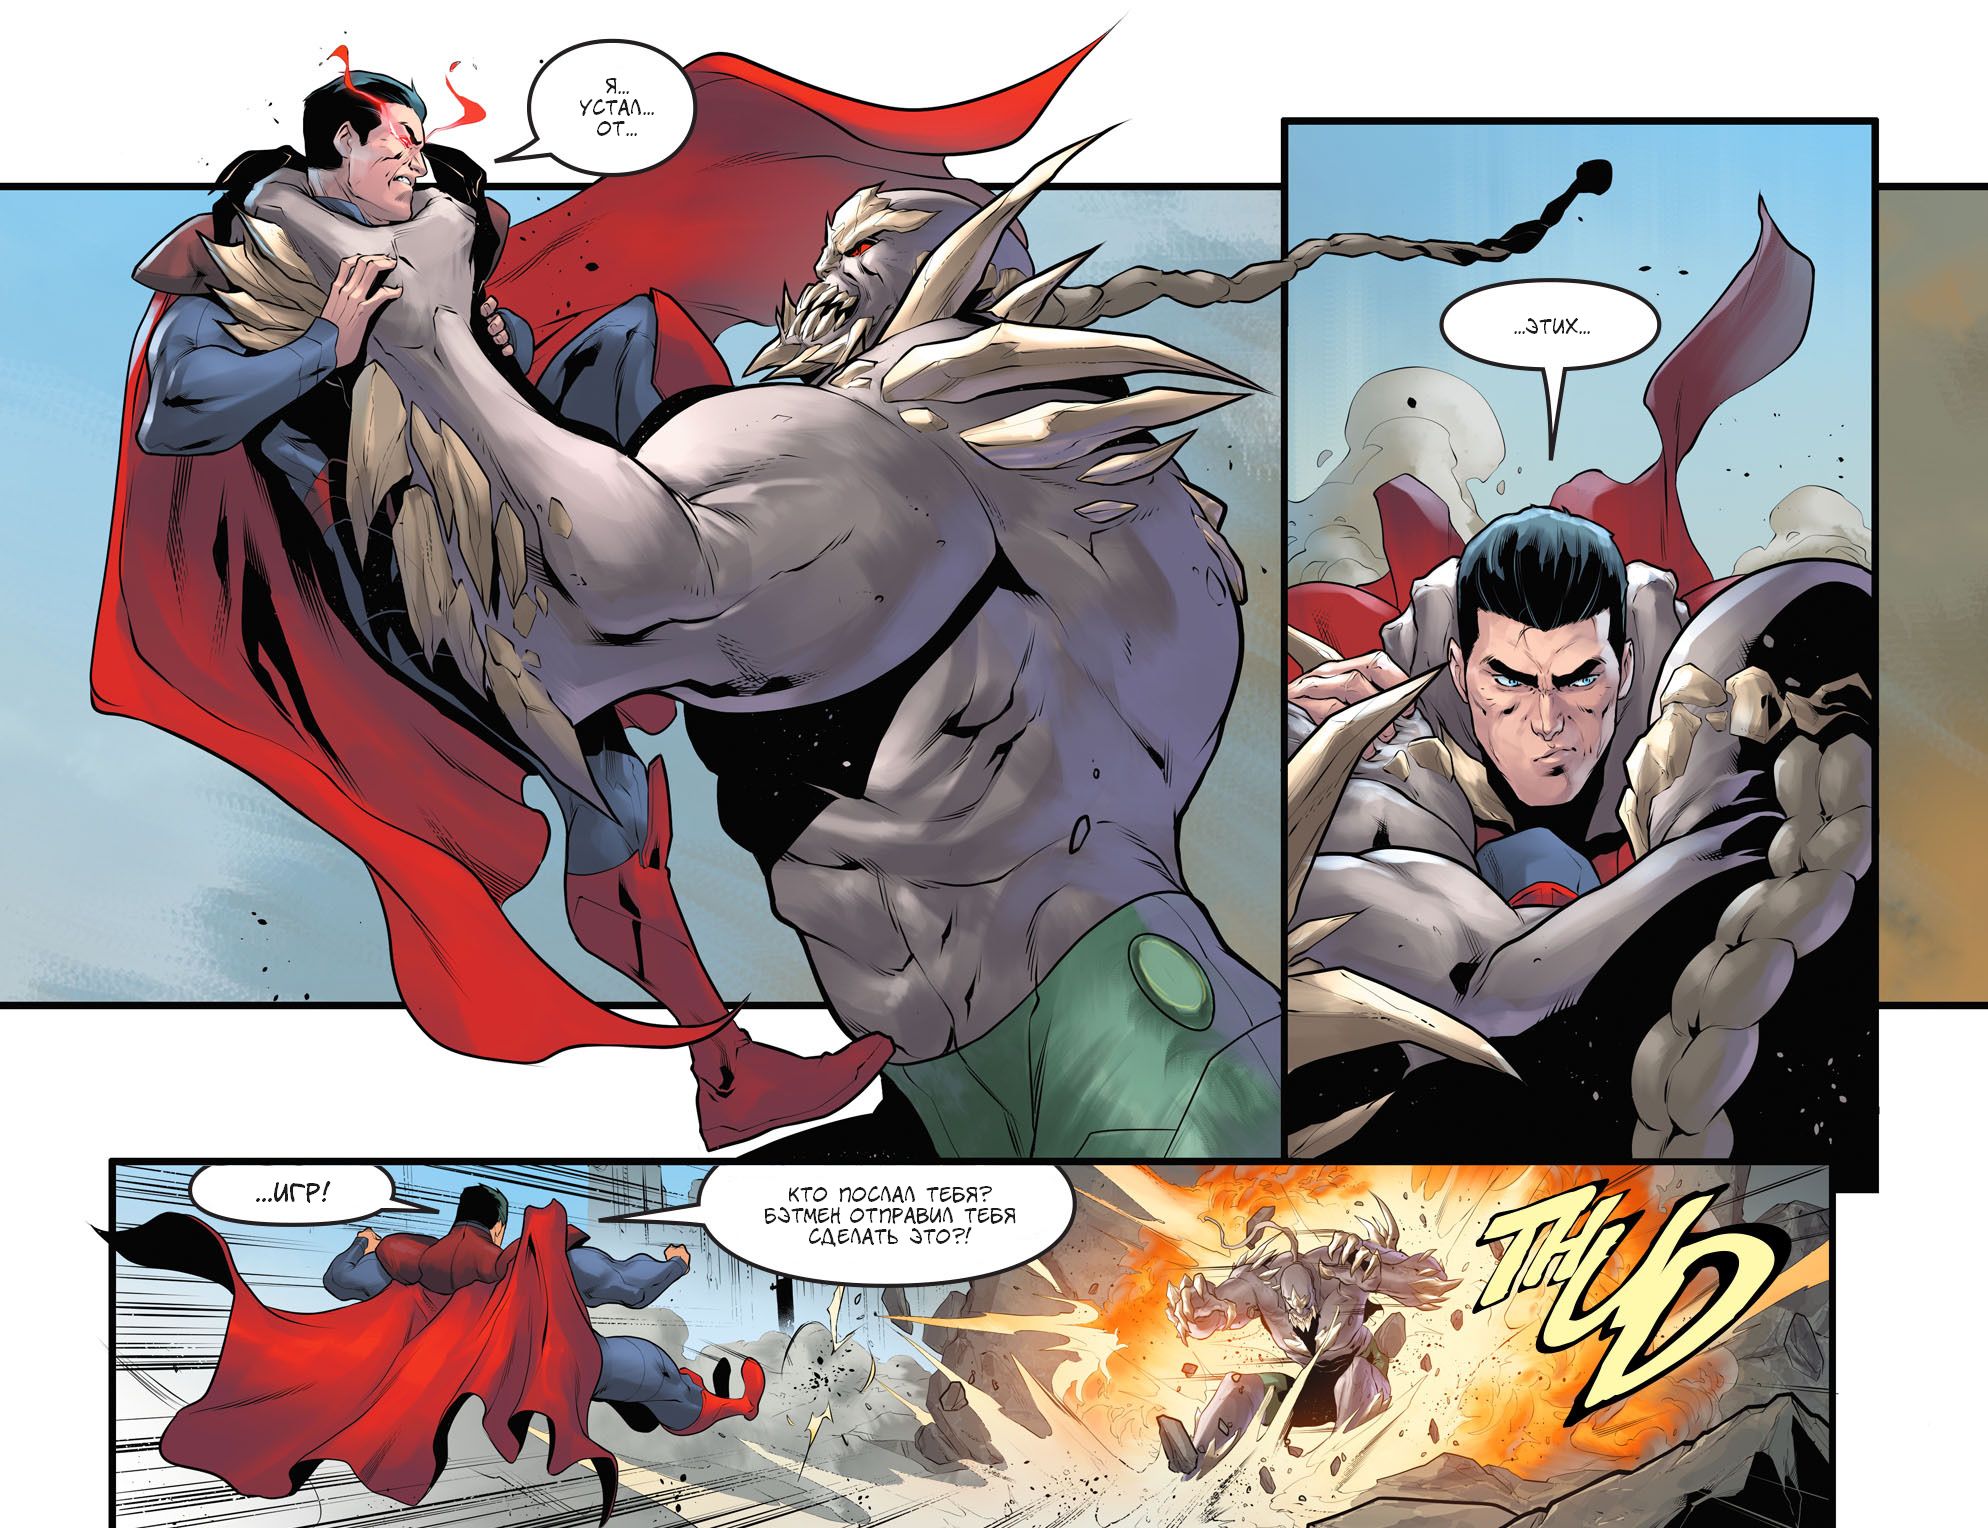 Я...
УСТАЛ...
ОТ...
...ЭТИХ...
...ИГР!
КТО ПОСЛАЛ ТЕБЯ?
БЭТМЕН ОТПРАВИЛ ТЕБЯ
СДЕЛАТЬ ЭТО?!
THUD